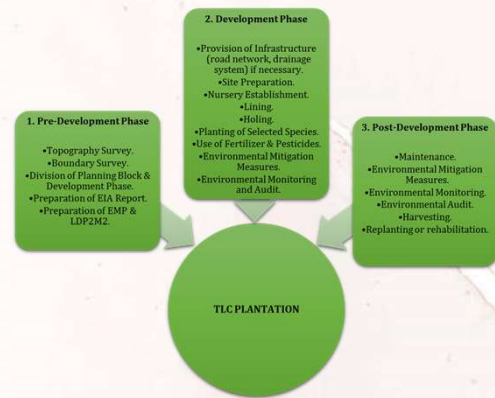 1. Pre-Development Phase
•Topography Survey.
•Boundary Survey.
•Division of Planning Block &
Development Phase.
•Preparation of EIA Report.
•Preparation of EMP &
LDP2M2.
2. Development Phase
•Provision of Infrastructure
(road network, drainage
system) if necessary.
•Site Preparation.
•Nursery Establishment.
•Lining.
•Holing.
•Planting of Selected Species.
•Use of Fertilizer & Pesticides.
•Environmental Mitigation
Measures.
•Environmental Monitoring
and Audit.
3. Post-Development Phase
•Maintenance.
•Environmental Mitigation
Measures.
•Environmental Monitoring.
•Environmental Audit.
•Harvesting.
•Replanting or rehabilitation.
TLC PLANTATION